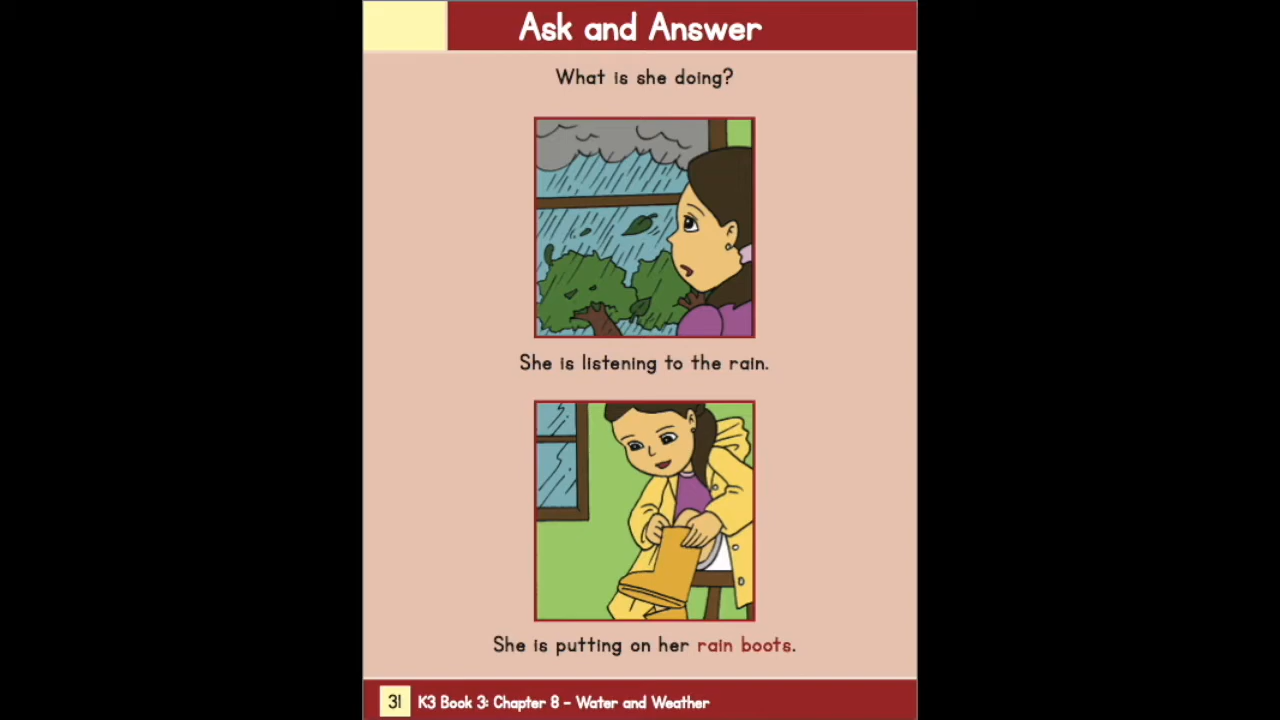 Ask and Answer
What is she doing?
She is listening to the rain.
She is putting on her rain boots.
31 K3 Book 3: Chapter 8 - Water and Weather